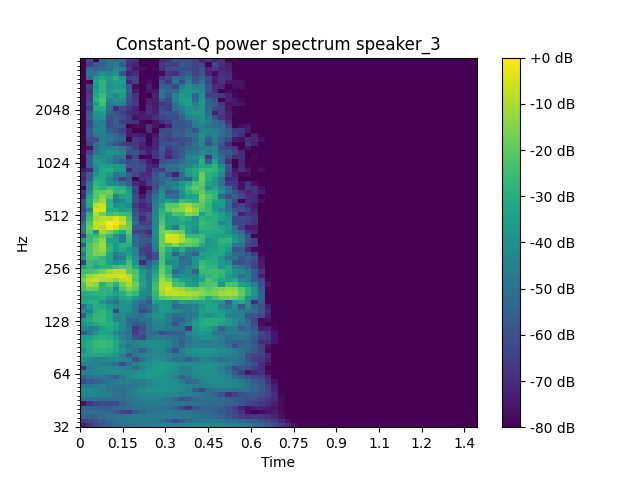 Constant-Q power spectrum speaker_3
Hz
2048
1024
512
256
128
64
32
0 0.15 0.3 0.45 0.6 0.75 0.9 1.1 1.2 1.4
Time
+0 dB
-10 dB
-20 dB
-30 dB
-40 dB
-50 dB
-60 dB
-70 dB
-80 dB